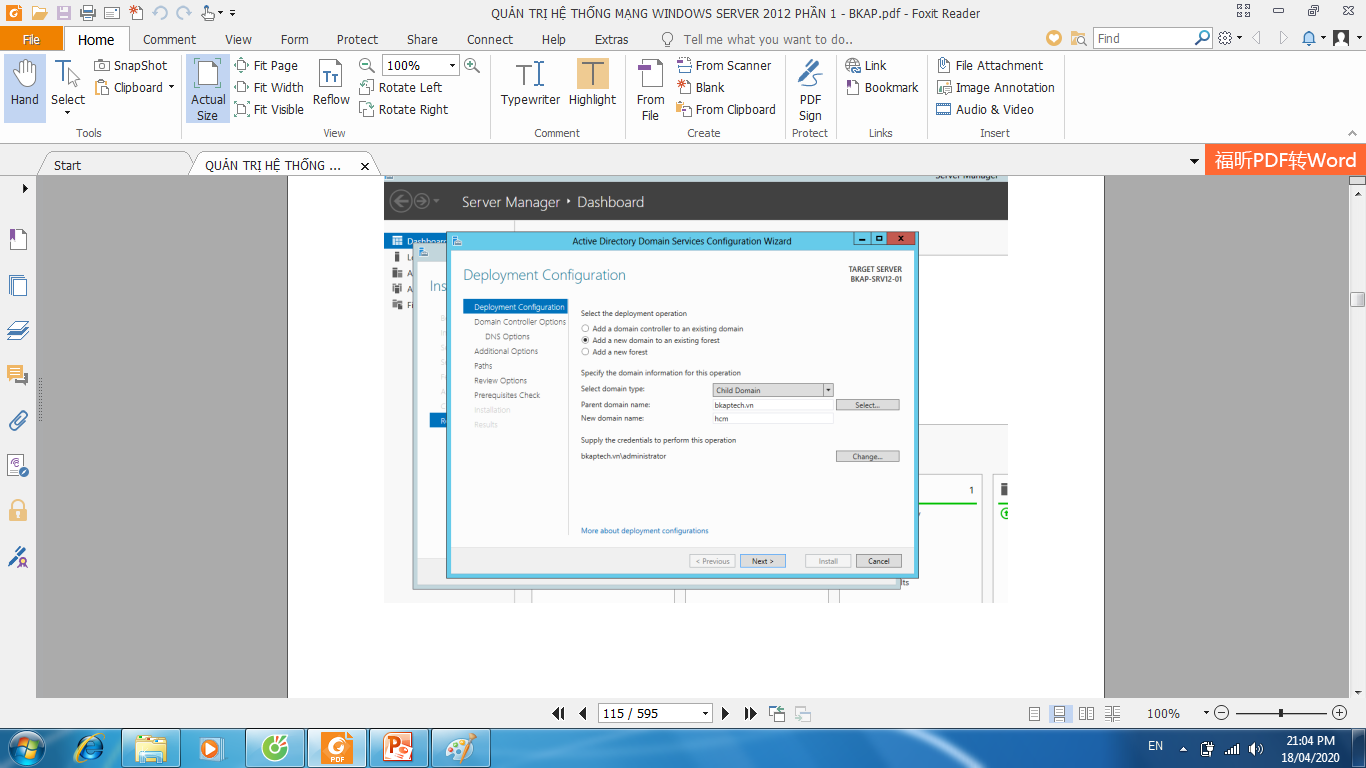 QUẢN TRỊ HỆ THỐNG MẠNG WINDOWS SERVER 2012 PHẦN 1 - BKAP.pdf - Foxit Reader
File Home Comment View Form Protect Share Connect Help Extras Tell me what you want to do.. Find
Hand
Select
SnapShot
Clipboard
Tools
Actual Size
Fit Page
Fit Width
Fit Visible
Reflow
100%
Rotate Left
Rotate Right
View
Typewriter
Highlight
Comment
From File
From Scanner
Blank
From Clipboard
Create
PDF Sign
Protect
Link
Bookmark
Links
File Attachment
Image Annotation
Audio & Video
Insert
Start
QUẢN TRỊ HỆ THỐNG ...
福昕PDF转Word
Server Manager
Server Manager Dashboard
Dashboard
Ins
Active Directory Domain Services Configuration Wizard
Deployment Configuration
TARGET SERVER
BKAP-SRV12-01
Deployment Configuration
Domain Controller Options
DNS Options
Additional Options
Paths
Review Options
Prerequisites Check
Installation
Results
Select the deployment operation
Add a domain controller to an existing domain
Add a new domain to an existing forest
Add a new forest
Specify the domain information for this operation
Select domain type: Child Domain
Parent domain name: bkaptech.vn Select...
New domain name: hcm
Supply the credentials to perform this operation
bkaptech.vn\administrator Change...
More about deployment configurations
< Previous Next > Install Cancel
1
lts
115 / 595
100%
EN
21:04 PM
18/04/2020